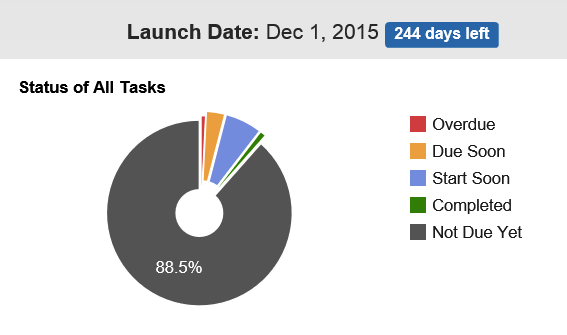 Launch Date: Dec 1, 2015 244 days left
Status of All Tasks
Overdue
Due Soon
Start Soon
Completed
Not Due Yet
88.5%